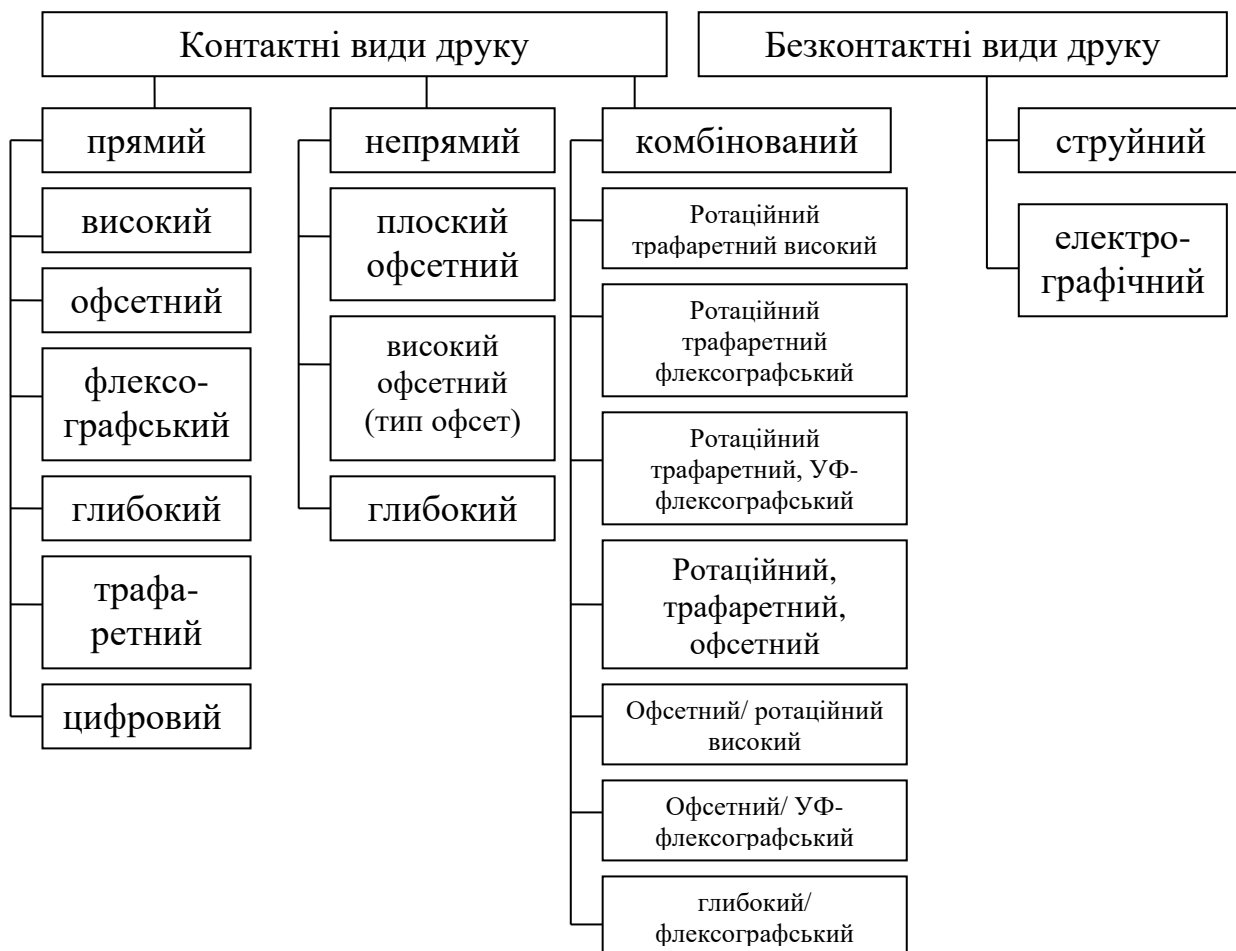 Контактні види друку
Безконтактні види друку
прямий
високий
офсетний
флексо-
графський
глибокий
трафа-
ретний
цифровий
непрямий
плоский
офсетний
високий
офсетний
(тип офсет)
глибокий
комбінований
Ротаційний
трафаретний високий
Ротаційний
трафаретний
флексографський
Ротаційний
трафаретний, УФ-
флексографський
Ротаційний,
трафаретний,
офсетний
Офсетний/ ротаційний
високий
Офсетний/ УФ-
флексографський
глибокий/
флексографський
струйний
електро-
графічний